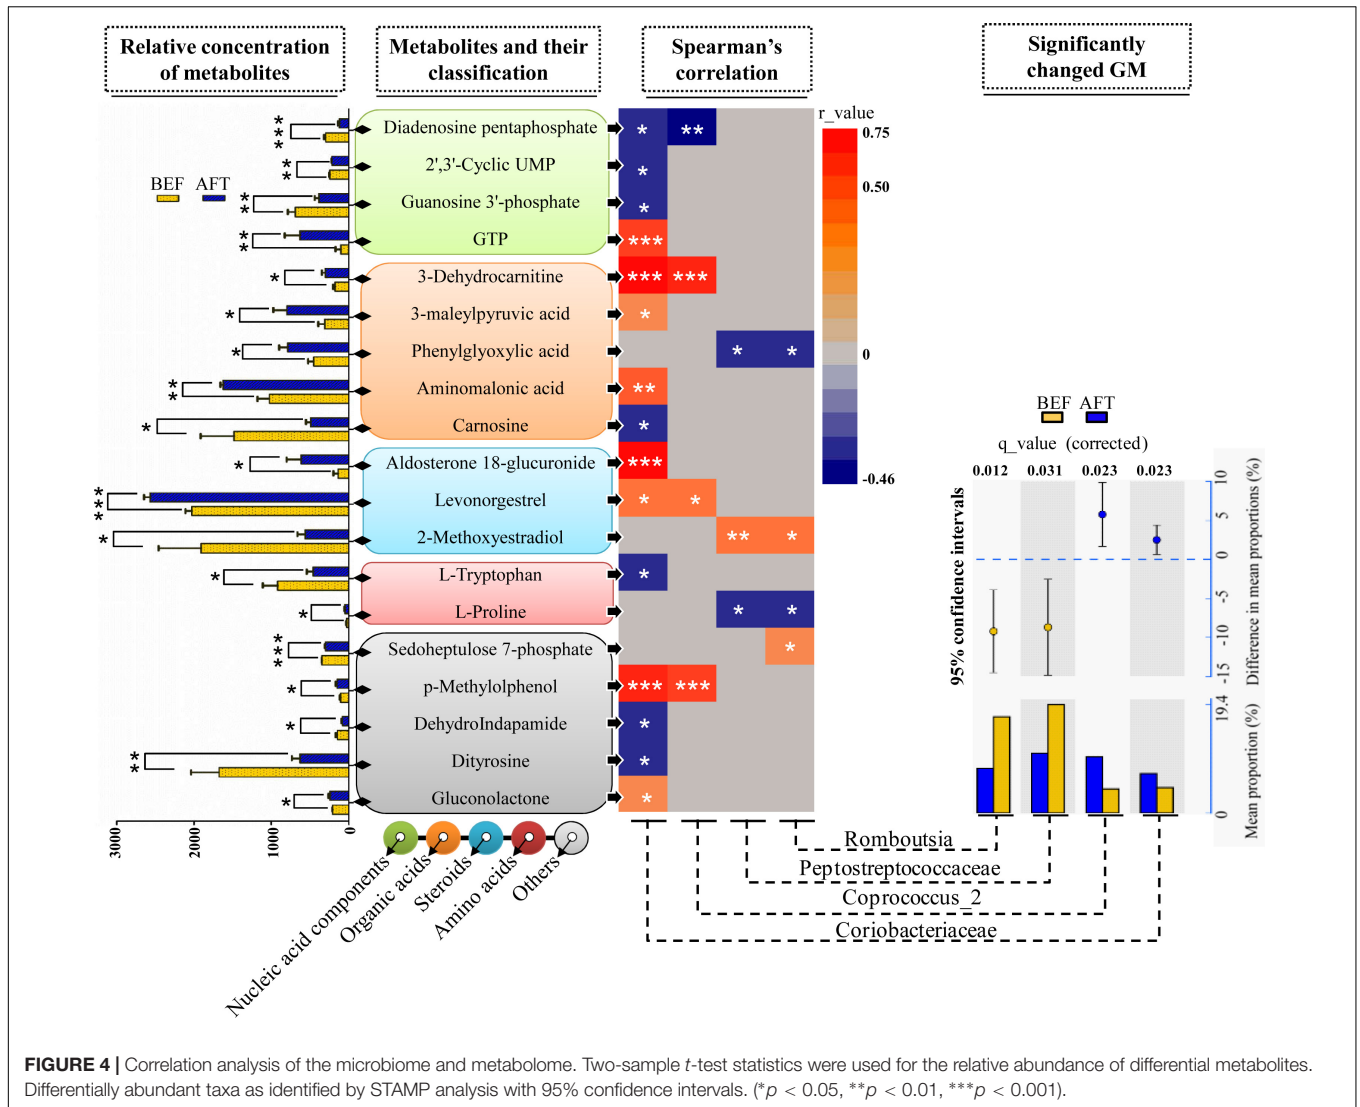 Relative concentration
of metabolites
Metabolites and their
classification
Spearman's
correlation
Significantly
changed GM
BEF AFT
***
**
**
**
*
*
*
**
*
*
***
*
*
*
***
*
*
**
*
3000
2000
1000
0
Diadenosine pentaphosphate
2',3'-Cyclic UMP
Guanosine 3'-phosphate
GTP
3-Dehydrocarnitine
3-maleylpyruvic acid
Phenylglyoxylic acid
Aminomalonic acid
Carnosine
Aldosterone 18-glucuronide
Levonorgestrel
2-Methoxyestradiol
L-Tryptophan
L-Proline
Sedoheptulose 7-phosphate
p-Methylolphenol
DehydroIndapamide
Dityrosine
Gluconolactone
Nucleic acid components
Organic acids
Steroids
Amino acids
Others
* **
*
*
***
*** ***
*
* *
**
*
***
* *
** *
*
* *
*
*** ***
*
*
*
r_value
0.75
0.50
0
-0.46
BEF AFT
q_value (corrected)
0.012 0.031 0.023 0.023
95% confidence intervals
10
5
0
-5
-10
-15
Difference in mean proportions (%)
19.4
0
Mean proportion (%)
Romboutsia
Peptostreptococcaceae
Coprococcus_2
Coriobacteriaceae
FIGURE 4 | Correlation analysis of the microbiome and metabolome. Two-sample t-test statistics were used for the relative abundance of differential metabolites.
Differentially abundant taxa as identified by STAMP analysis with 95% confidence intervals. (*p < 0.05, **p < 0.01, ***p < 0.001).